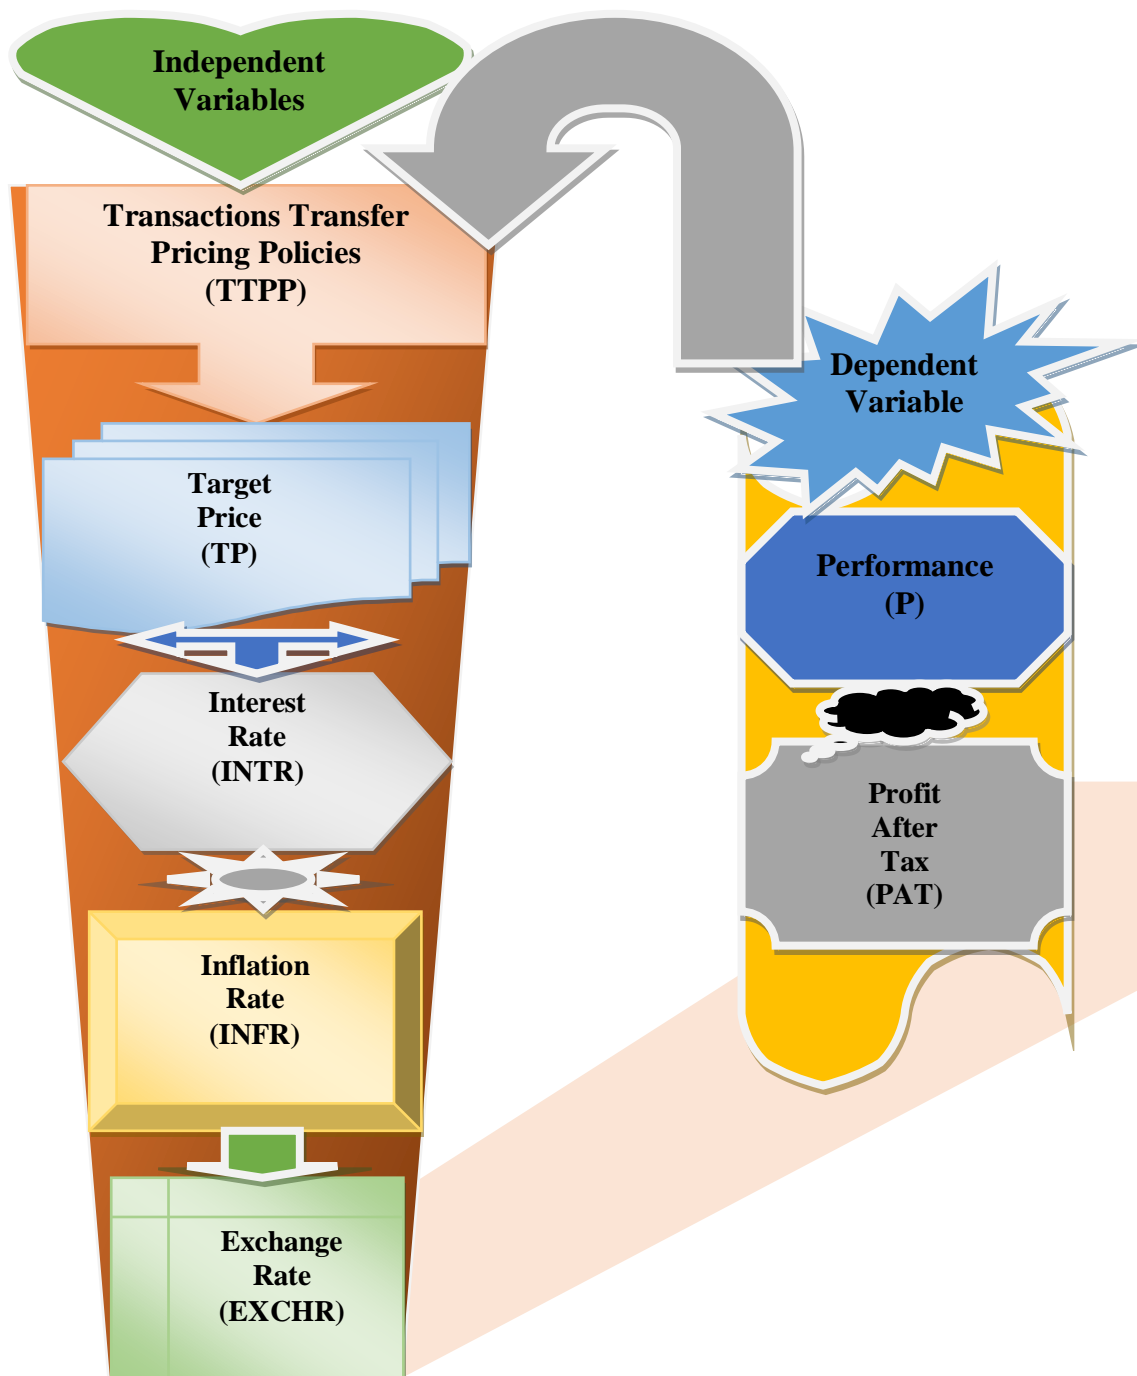 Independent
Variables
Transactions Transfer
Pricing Policies
(TTPP)
Target
Price
(TP)
Interest
Rate
(INTR)
Inflation
Rate
(INFR)
Exchange
Rate
(EXCHR)
Dependent
Variable
Performance
(P)
Profit
After
Tax
(PAT)